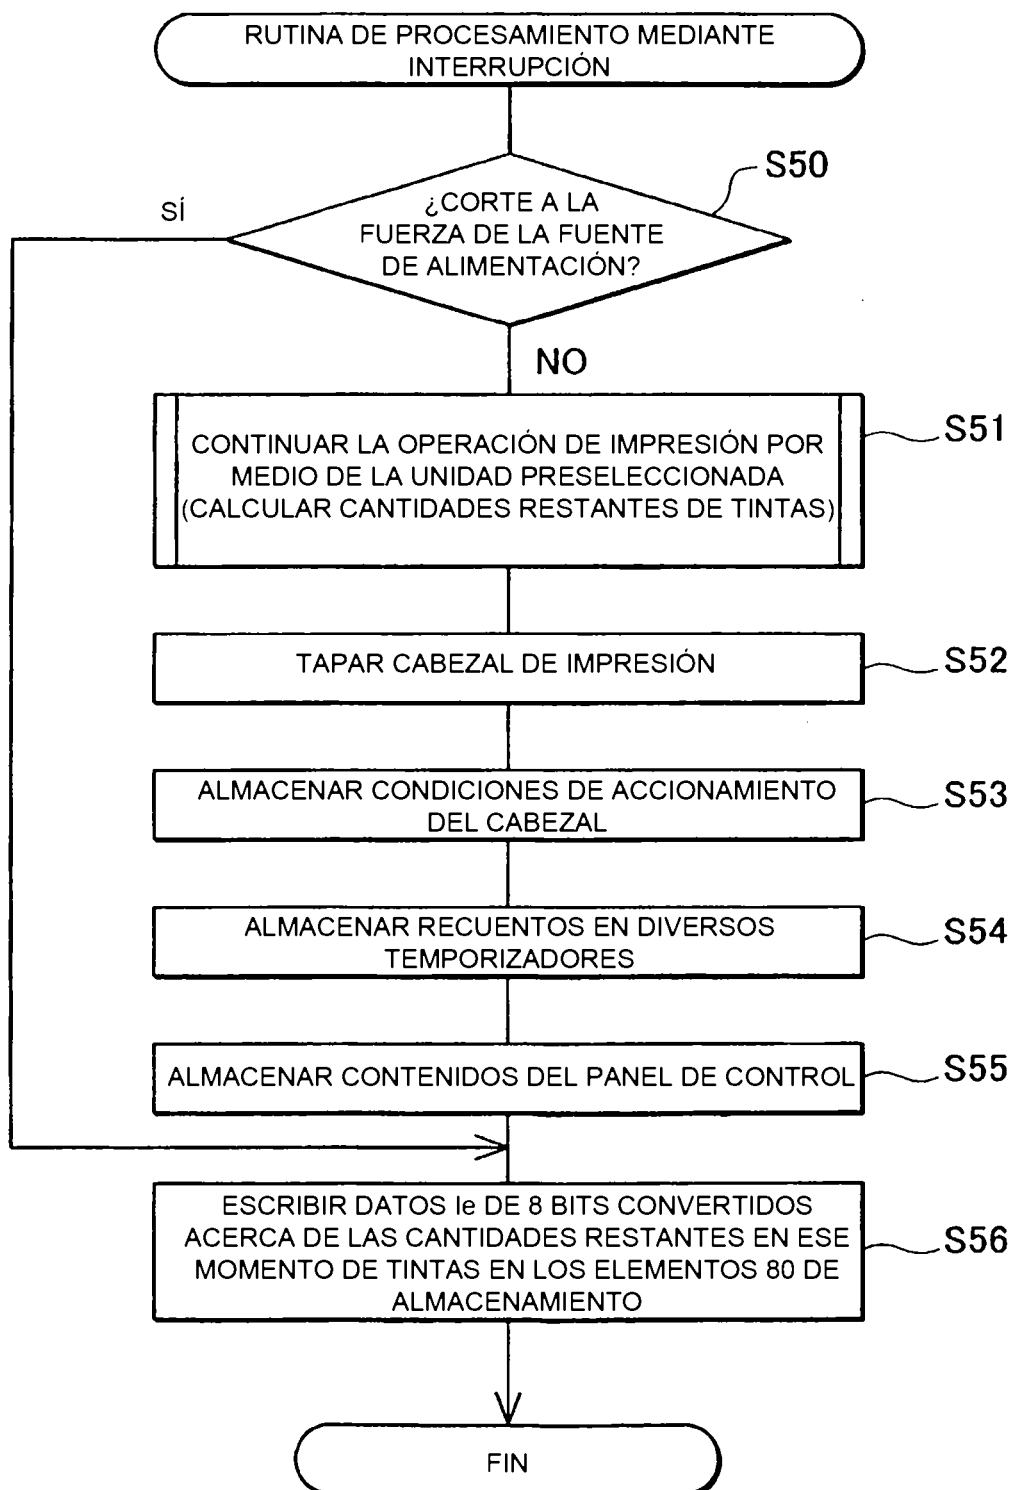 RUTINA DE PROCESAMIENTO MEDIANTE
INTERRUPCIÓN
S50
SÍ
¿CORTE A LA
FUERZA DE LA FUENTE
DE ALIMENTACIÓN?
NO
S51
CONTINUAR LA OPERACIÓN DE IMPRESIÓN POR
MEDIO DE LA UNIDAD PRESELECCIONADA
(CALCULAR CANTIDADES RESTANTES DE TINTAS)
TAPAR CABEZAL DE IMPRESIÓN
S52
ALMACENAR CONDICIONES DE ACCIONAMIENTO
DEL CABEZAL
S53
ALMACENAR RECUENTOS EN DIVERSOS
TEMPORIZADORES
S54
ALMACENAR CONTENIDOS DEL PANEL DE CONTROL
S55
ESCRIBIR DATOS Ie DE 8 BITS CONVERTIDOS
ACERCA DE LAS CANTIDADES RESTANTES EN ESE
MOMENTO DE TINTAS EN LOS ELEMENTOS 80 DE
ALMACENAMIENTO
S56
FIN